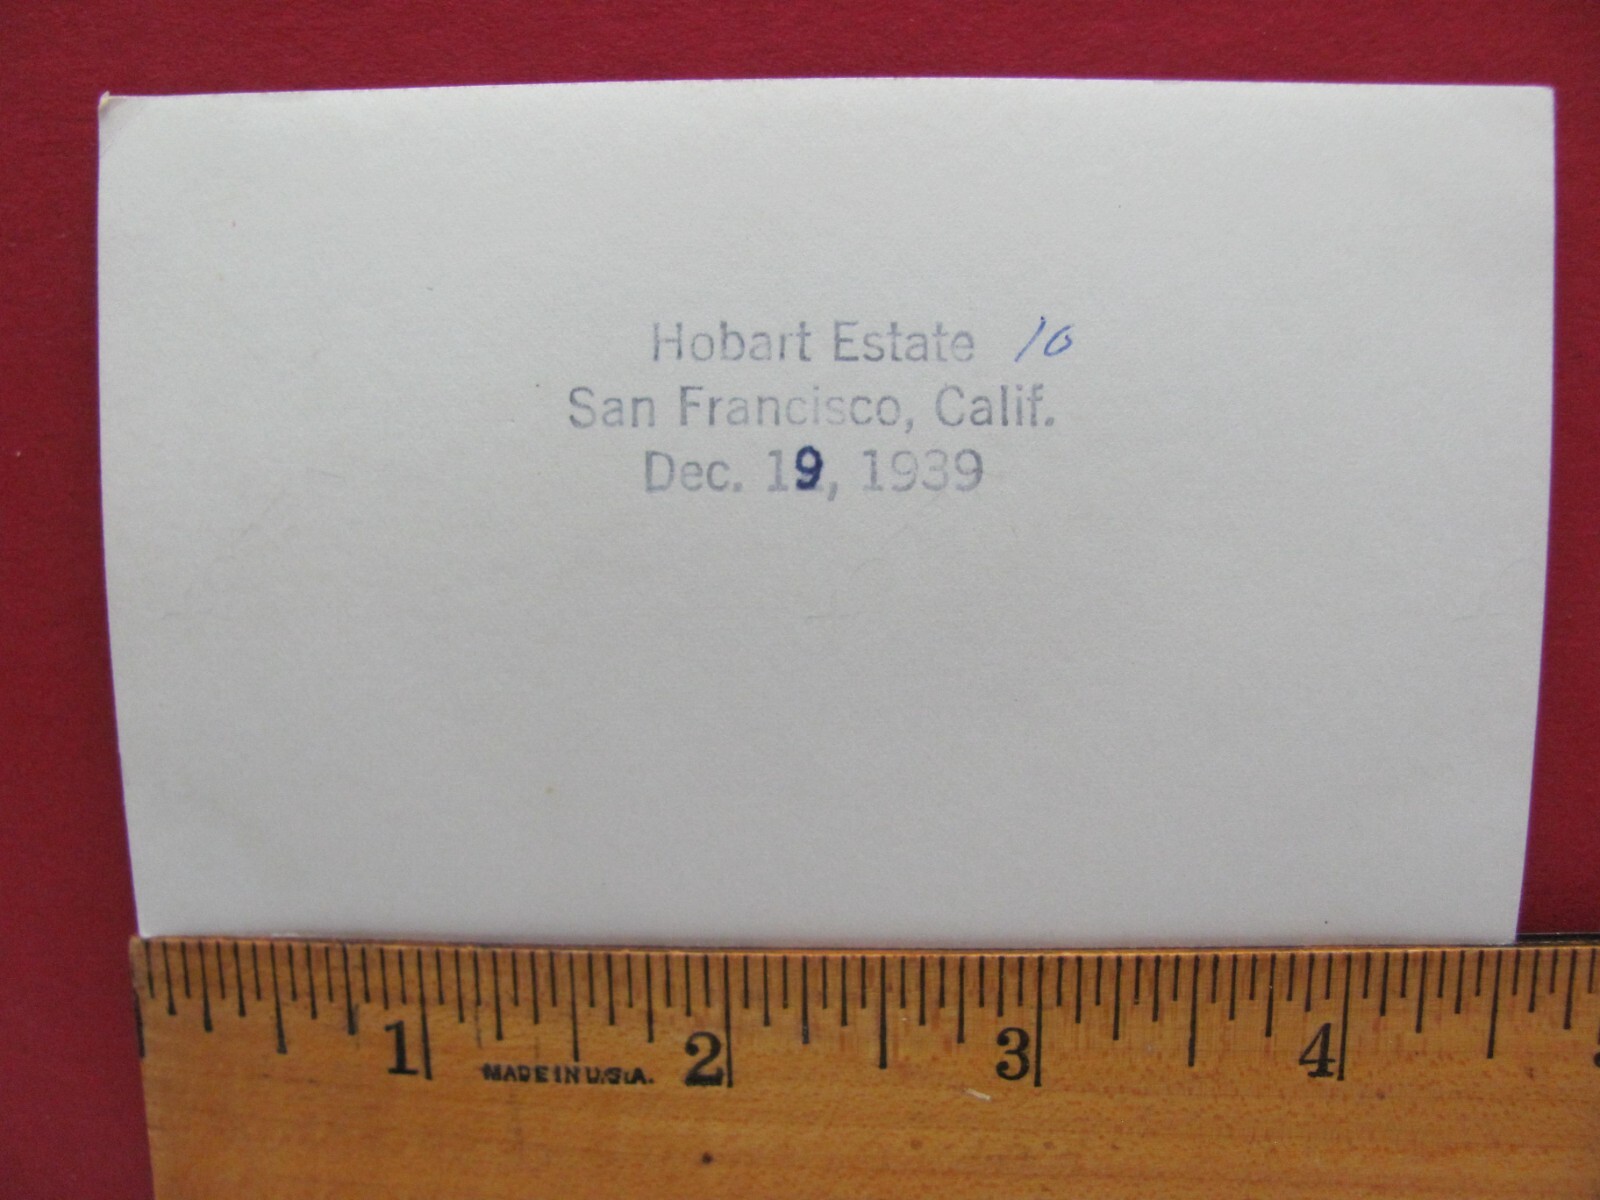 Hobart Estate 10
San Francisco, Calif.
Dec. 19, 1939
1 2 3 4
MADE IN U.S.A.